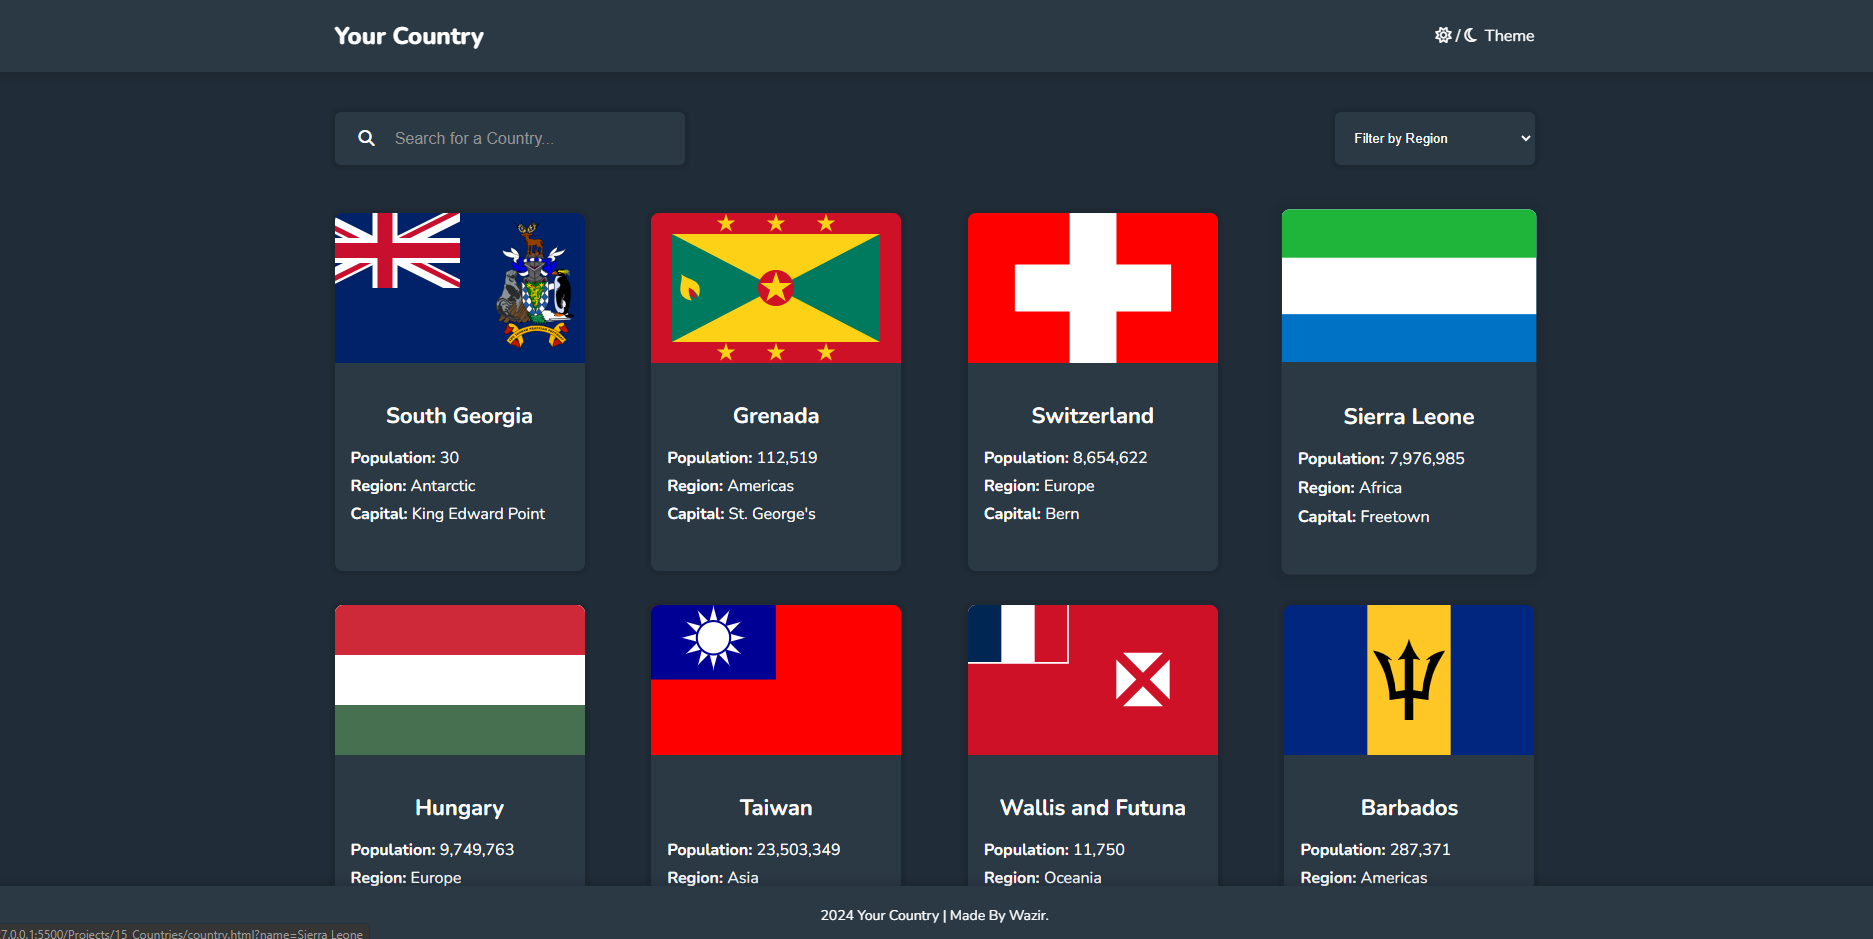 Your Country
/ Theme
Search for a Country...
Filter by Region
South Georgia
Population: 30
Region: Antarctic
Capital: King Edward Point
Grenada
Population: 112,519
Region: Americas
Capital: St. George's
Switzerland
Population: 8,654,622
Region: Europe
Capital: Bern
Sierra Leone
Population: 7,976,985
Region: Africa
Capital: Freetown
Hungary
Population: 9,749,763
Region: Europe
Taiwan
Population: 23,503,349
Region: Asia
Wallis and Futuna
Population: 11,750
Region: Oceania
Barbados
Population: 287,371
Region: Americas
2024 Your Country | Made By Wazir.
7.0.0.1:5500/Projects/15_Countries/country.html?name=Sierra Leone